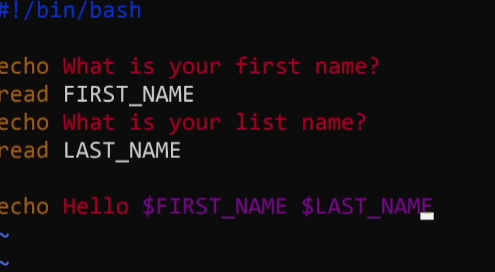 #!/bin/bash
echo What is your first name?
read FIRST_NAME
echo What is your list name?
read LAST_NAME
echo Hello $FIRST_NAME $LAST_NAME
~
~